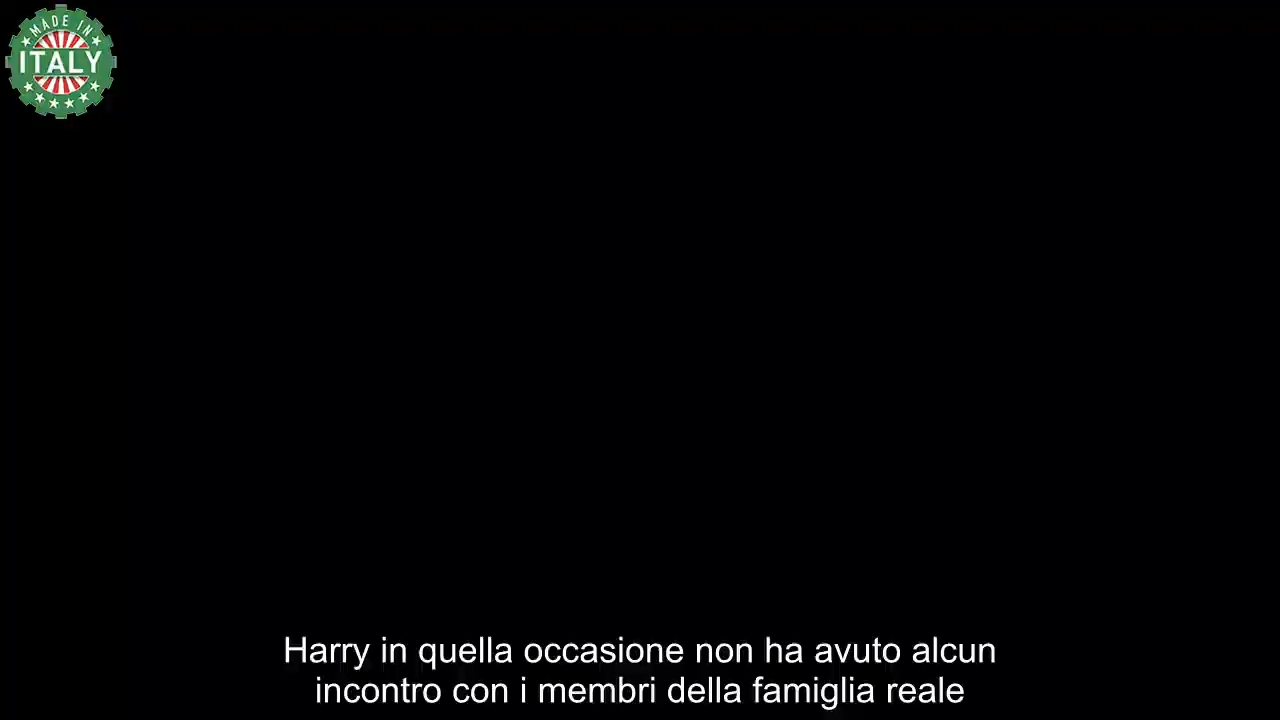 MADE IN
ITALY
Harry in quella occasione non ha avuto alcun
incontro con i membri della famiglia reale